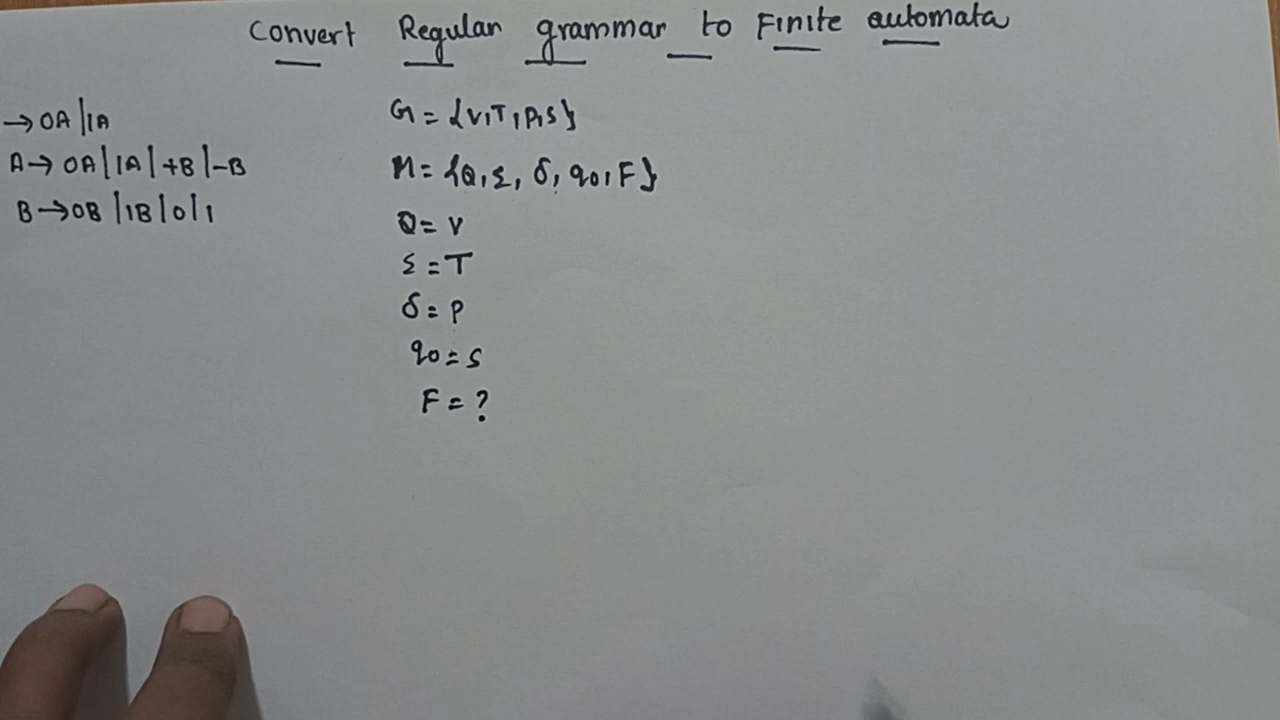 Convert Regular grammar to Finite automata
→ 0A | 1A
A → 0A | 1A | +B | -B
B → 0B | 1B | 0 | 1
G = {V, T, P, S}
M = {Q, Σ, δ, q0, F}
Q = V
Σ = T
δ = P
q0 = S
F = ?